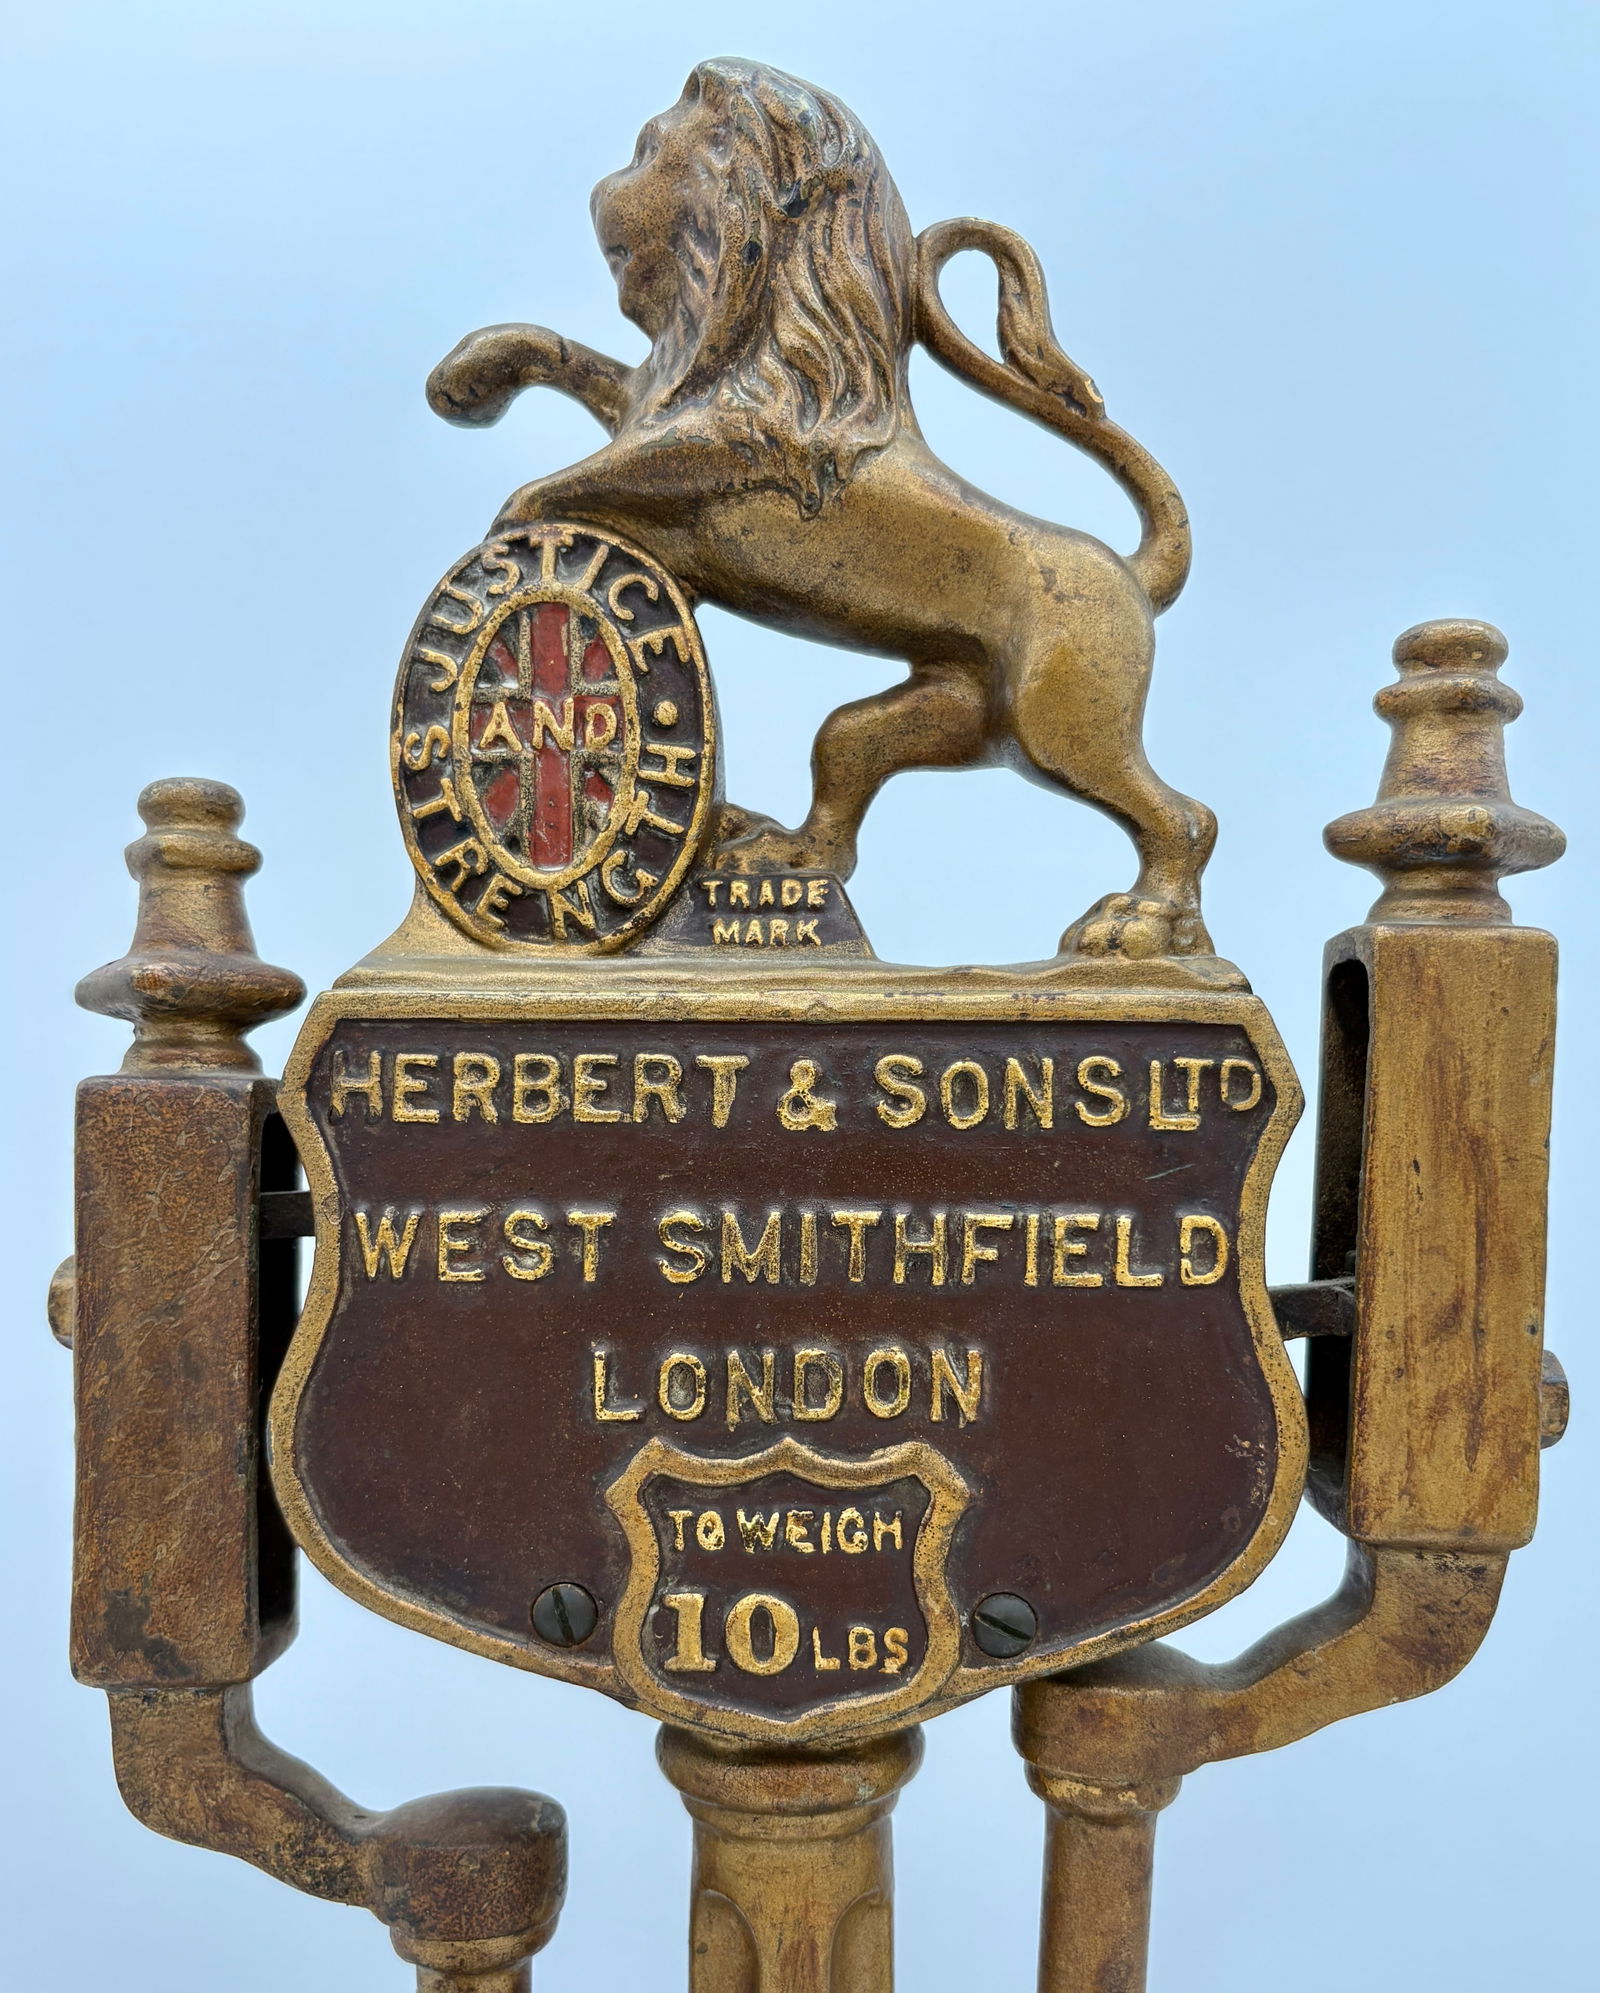 JUSTICE •
AND
STRENGTH
TRADE
MARK
HERBERT & SONS LTD
WEST SMITHFIELD
LONDON
TO WEIGH
10 LBS